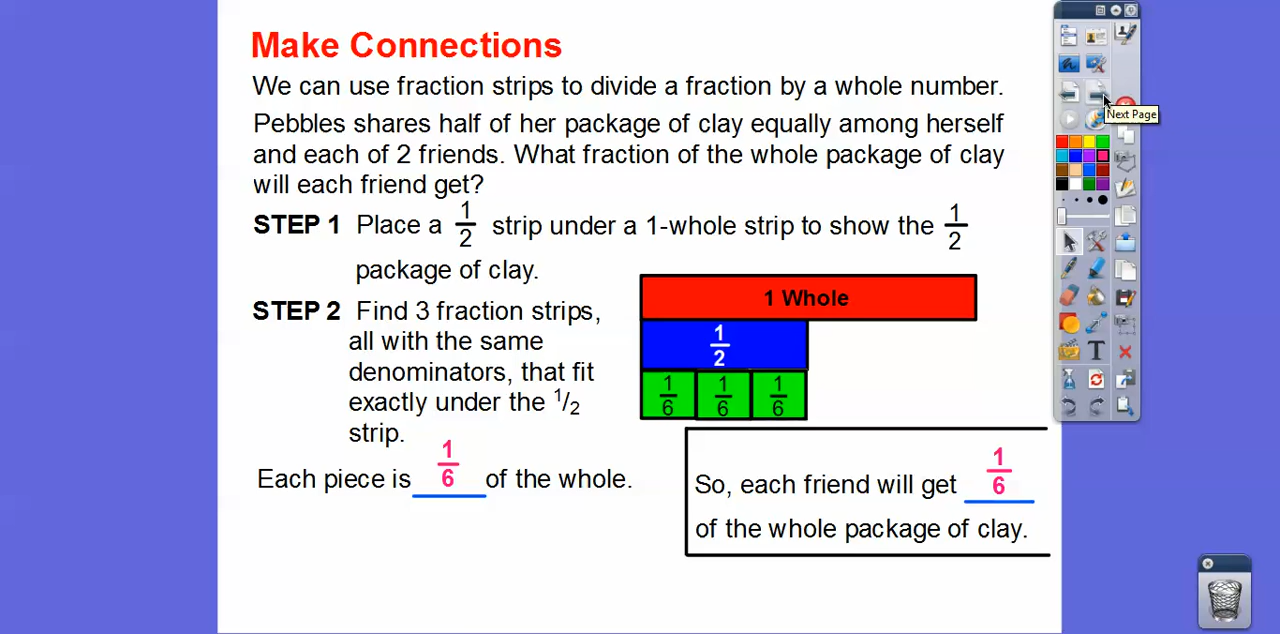 Make Connections
We can use fraction strips to divide a fraction by a whole number.
Pebbles shares half of her package of clay equally among herself
and each of 2 friends. What fraction of the whole package of clay
will each friend get?
STEP 1 Place a 1/2 strip under a 1-whole strip to show the 1/2
package of clay.
STEP 2 Find 3 fraction strips,
all with the same
denominators, that fit
exactly under the 1/2
strip.
1 Whole
1/2
1/6 1/6 1/6
Each piece is 1/6 of the whole.
So, each friend will get 1/6
of the whole package of clay.
Next Page